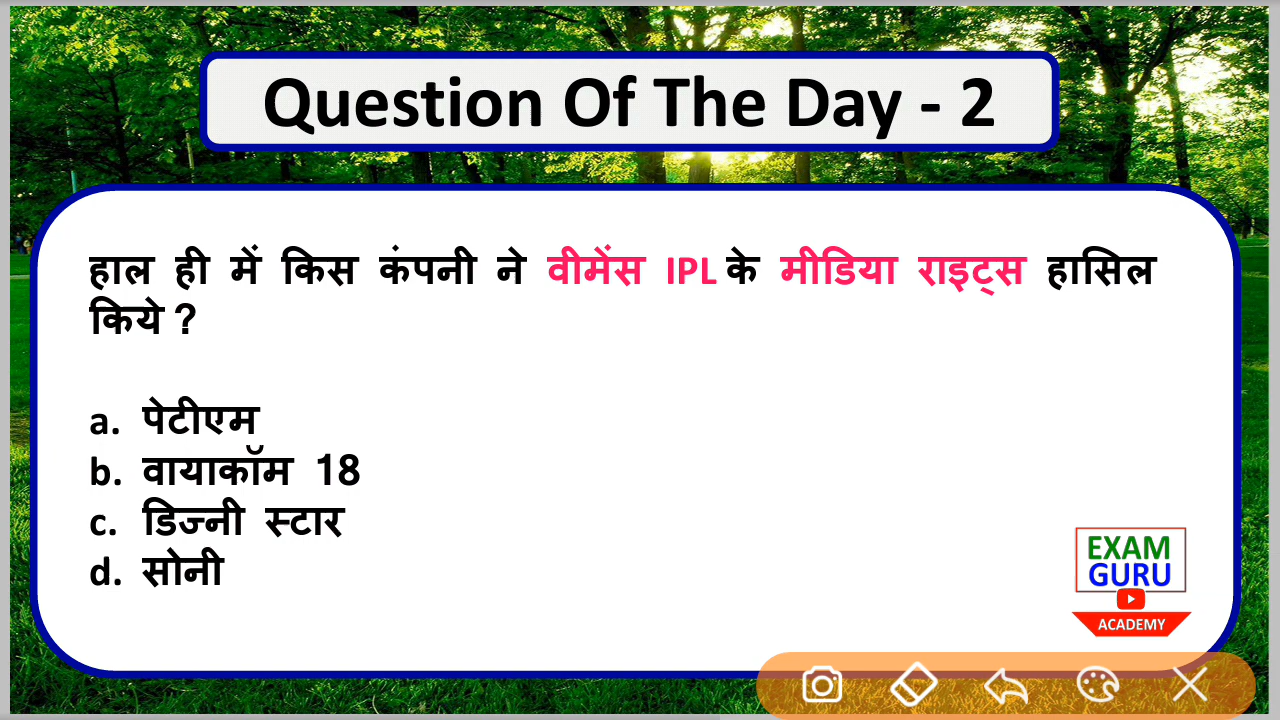 Question Of The Day - 2
हाल ही में किस कंपनी ने वीमेंस IPL के मीडिया राइट्स हासिल
किये ?
a. पेटीएम
b. वायाकॉम 18
c. डिज्नी स्टार
d. सोनी
EXAM
GURU
ACADEMY